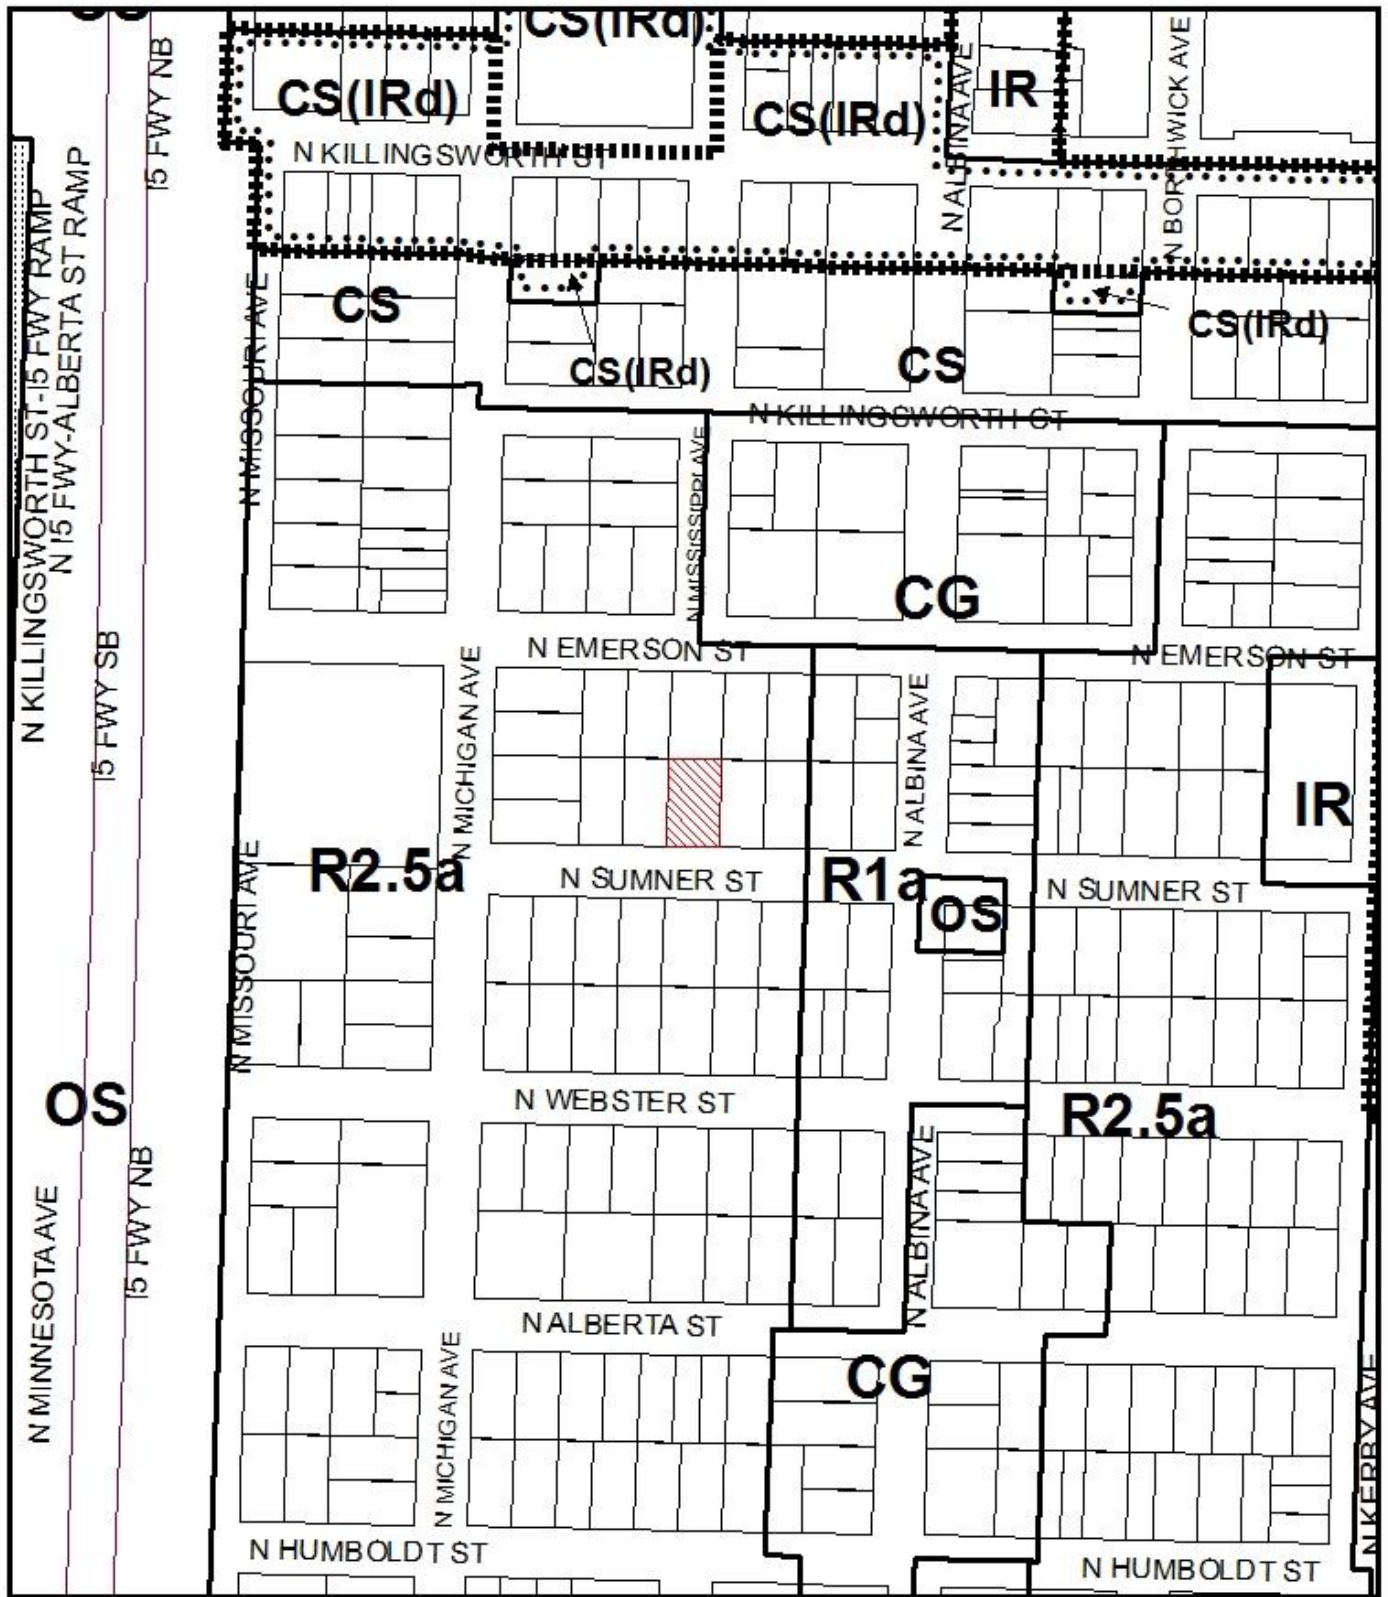 CS(IRd)
CS(IRd)
CS(IRd)
IR
I5 FWY NB
N ALBINA AVE
N BORTHWICK AVE
N KILLINGSWORTH ST
N KILLINGSWORTH ST-I5 FWY RAMP
N I5 FWY-ALBERTA ST RAMP
N MISSOURI AVE
CS
CS(IRd)
CS
CS(IRd)
N KILLINGSWORTH CT
N MISSISSIPPI AVE
CG
N EMERSON ST
N EMERSON ST
I5 FWY SB
N MICHIGAN AVE
N ALBINA AVE
IR
R2.5a
N SUMNER ST
R1a
OS
N SUMNER ST
N MISSOURI AVE
OS
N WEBSTER ST
R2.5a
I5 FWY NB
N MINNESOTA AVE
N ALBINA AVE
N ALBERTA ST
N MICHIGAN AVE
CG
N KERBY AVE
N HUMBOLDT ST
N HUMBOLDT ST